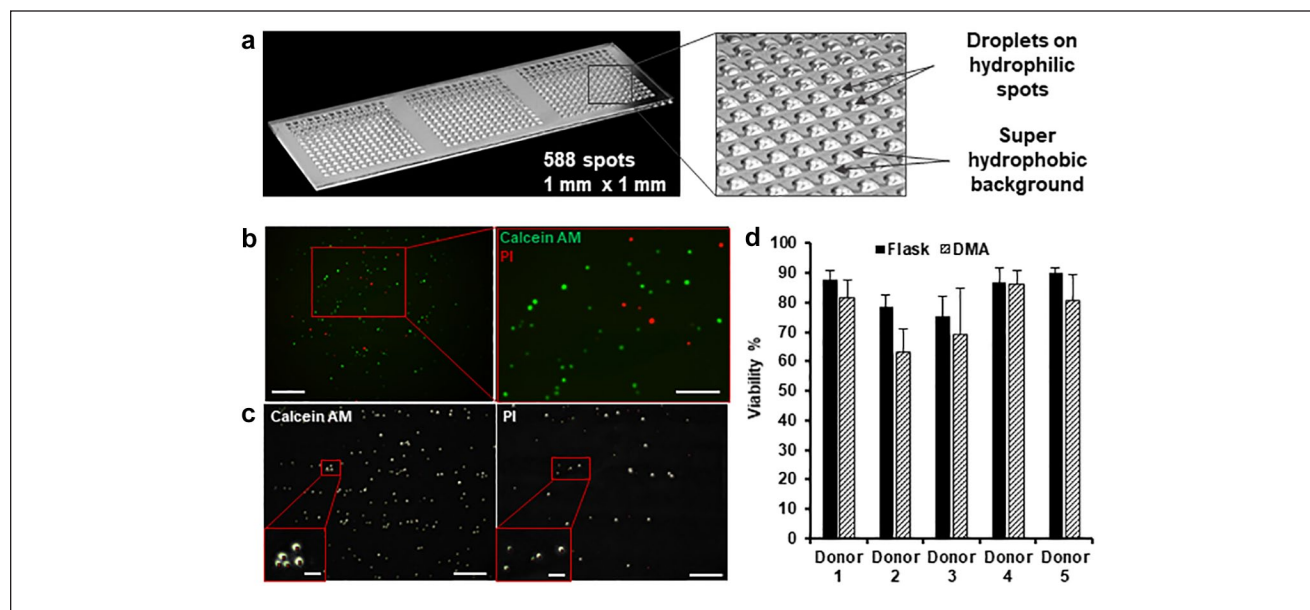 a
588 spots
1 mm x 1 mm
Droplets on
hydrophilic
spots
Super
hydrophobic
background
b
Calcein AM
PI
c
Calcein AM
PI
d
Flask DMA
Viability %
100
90
80
70
60
50
40
30
20
10
0
Donor Donor Donor Donor Donor
1 2 3 4 5